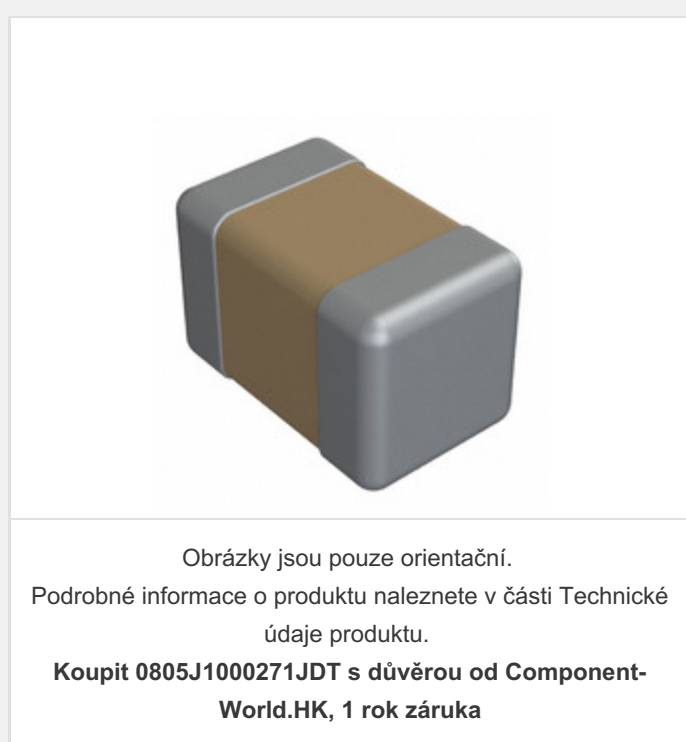 Obrázky jsou pouze orientační.
Podrobné informace o produktu naleznete v části Technické
údaje produktu.
Koupit 0805J1000271JDT s důvěrou od Component-
World.HK, 1 rok záruka